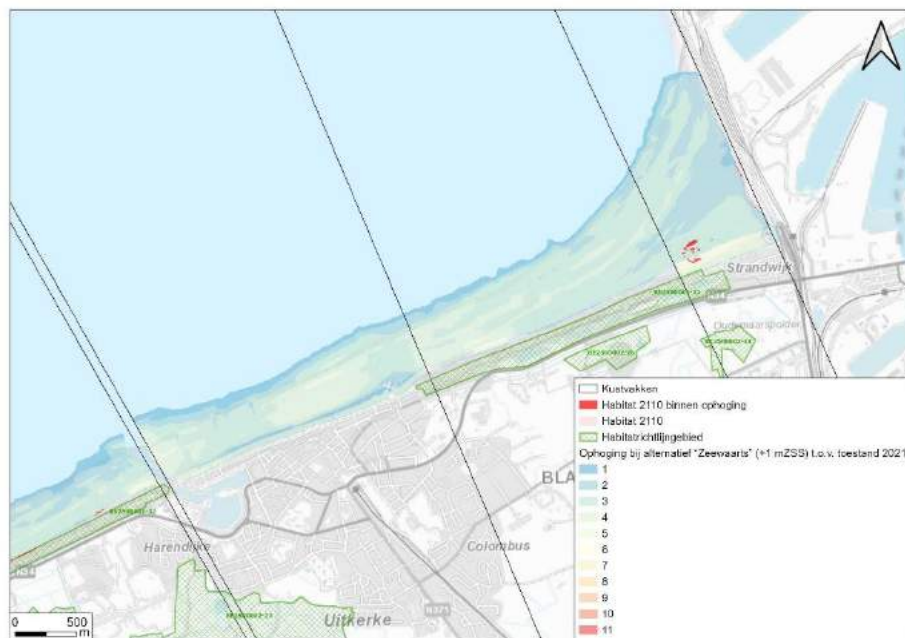 Strandwijk
Oudemaarspolder
BLA
Harendijke
Colombus
N34
N371
Uitkerke
0 500
m
Kustvakken
Habitat 2110 binnen ophoging
Habitat 2110
Habitatrichtlijngebied
Ophoging bij alternatief "Zeewaarts" (+1 mZSS) t.o.v. toestand 2021
1
2
3
4
5
6
7
8
9
10
11